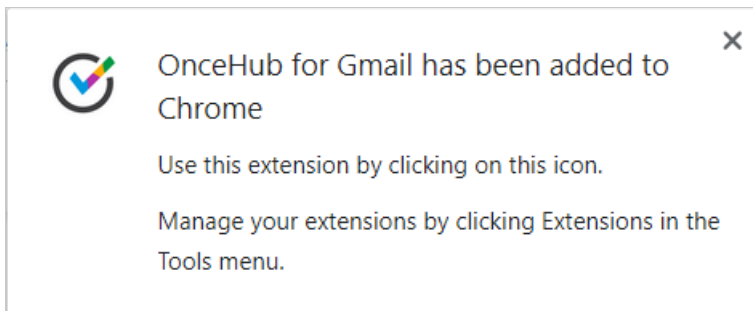 OnceHub for Gmail has been added to
Chrome
Use this extension by clicking on this icon.
Manage your extensions by clicking Extensions in the
Tools menu.